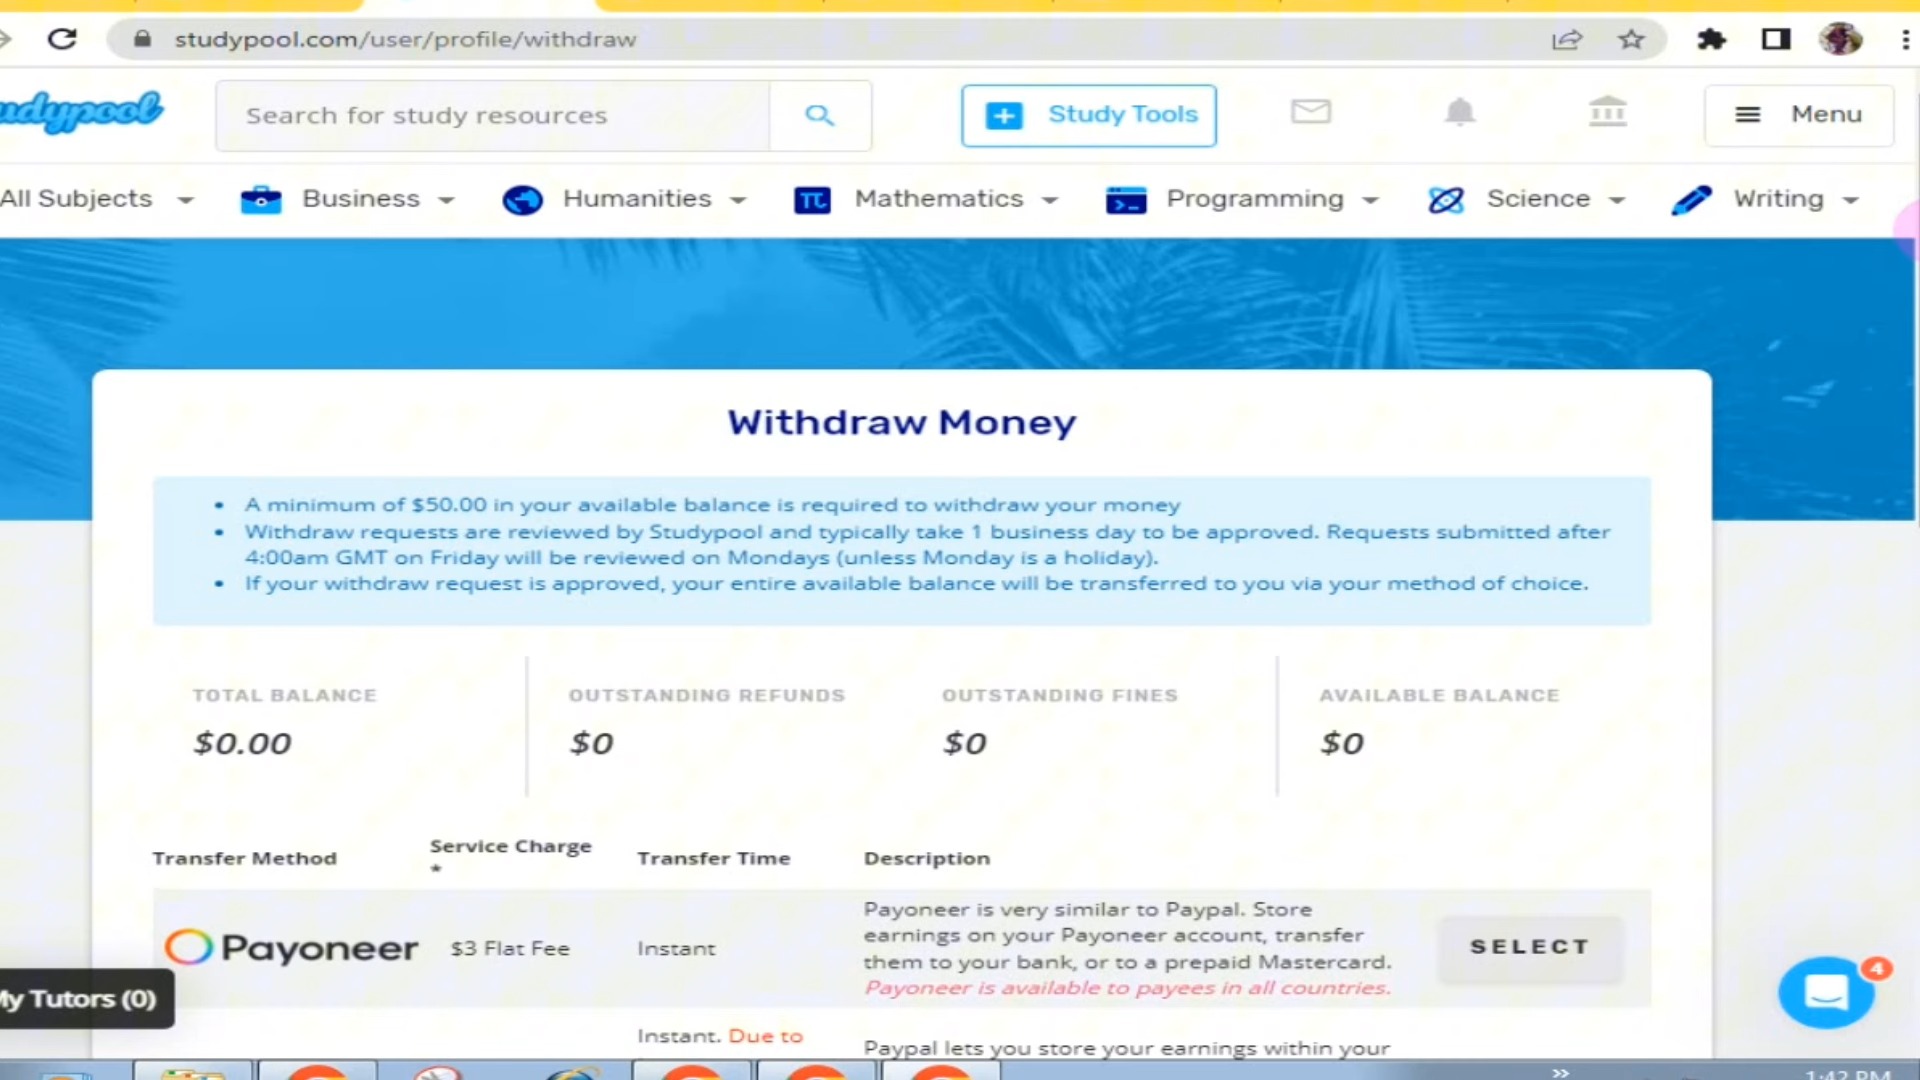 studypool.com/user/profile/withdraw
udypool
Search for study resources
Study Tools
Menu
All Subjects
Business
Humanities
Mathematics
Programming
Science
Writing
Withdraw Money
• A minimum of $50.00 in your available balance is required to withdraw your money
• Withdraw requests are reviewed by Studypool and typically take 1 business day to be approved. Requests submitted after
4:00am GMT on Friday will be reviewed on Mondays (unless Monday is a holiday).
• If your withdraw request is approved, your entire available balance will be transferred to you via your method of choice.
TOTAL BALANCE
$0.00
OUTSTANDING REFUNDS
$0
OUTSTANDING FINES
$0
AVAILABLE BALANCE
$0
Transfer Method
Service Charge
*
Transfer Time
Description
Payoneer
$3 Flat Fee
Instant
Payoneer is very similar to Paypal. Store
earnings on your Payoneer account, transfer
them to your bank, or to a prepaid Mastercard.
Payoneer is available to payees in all countries.
SELECT
4
My Tutors (0)
Instant. Due to
Paypal lets you store your earnings within your
1:42 PM